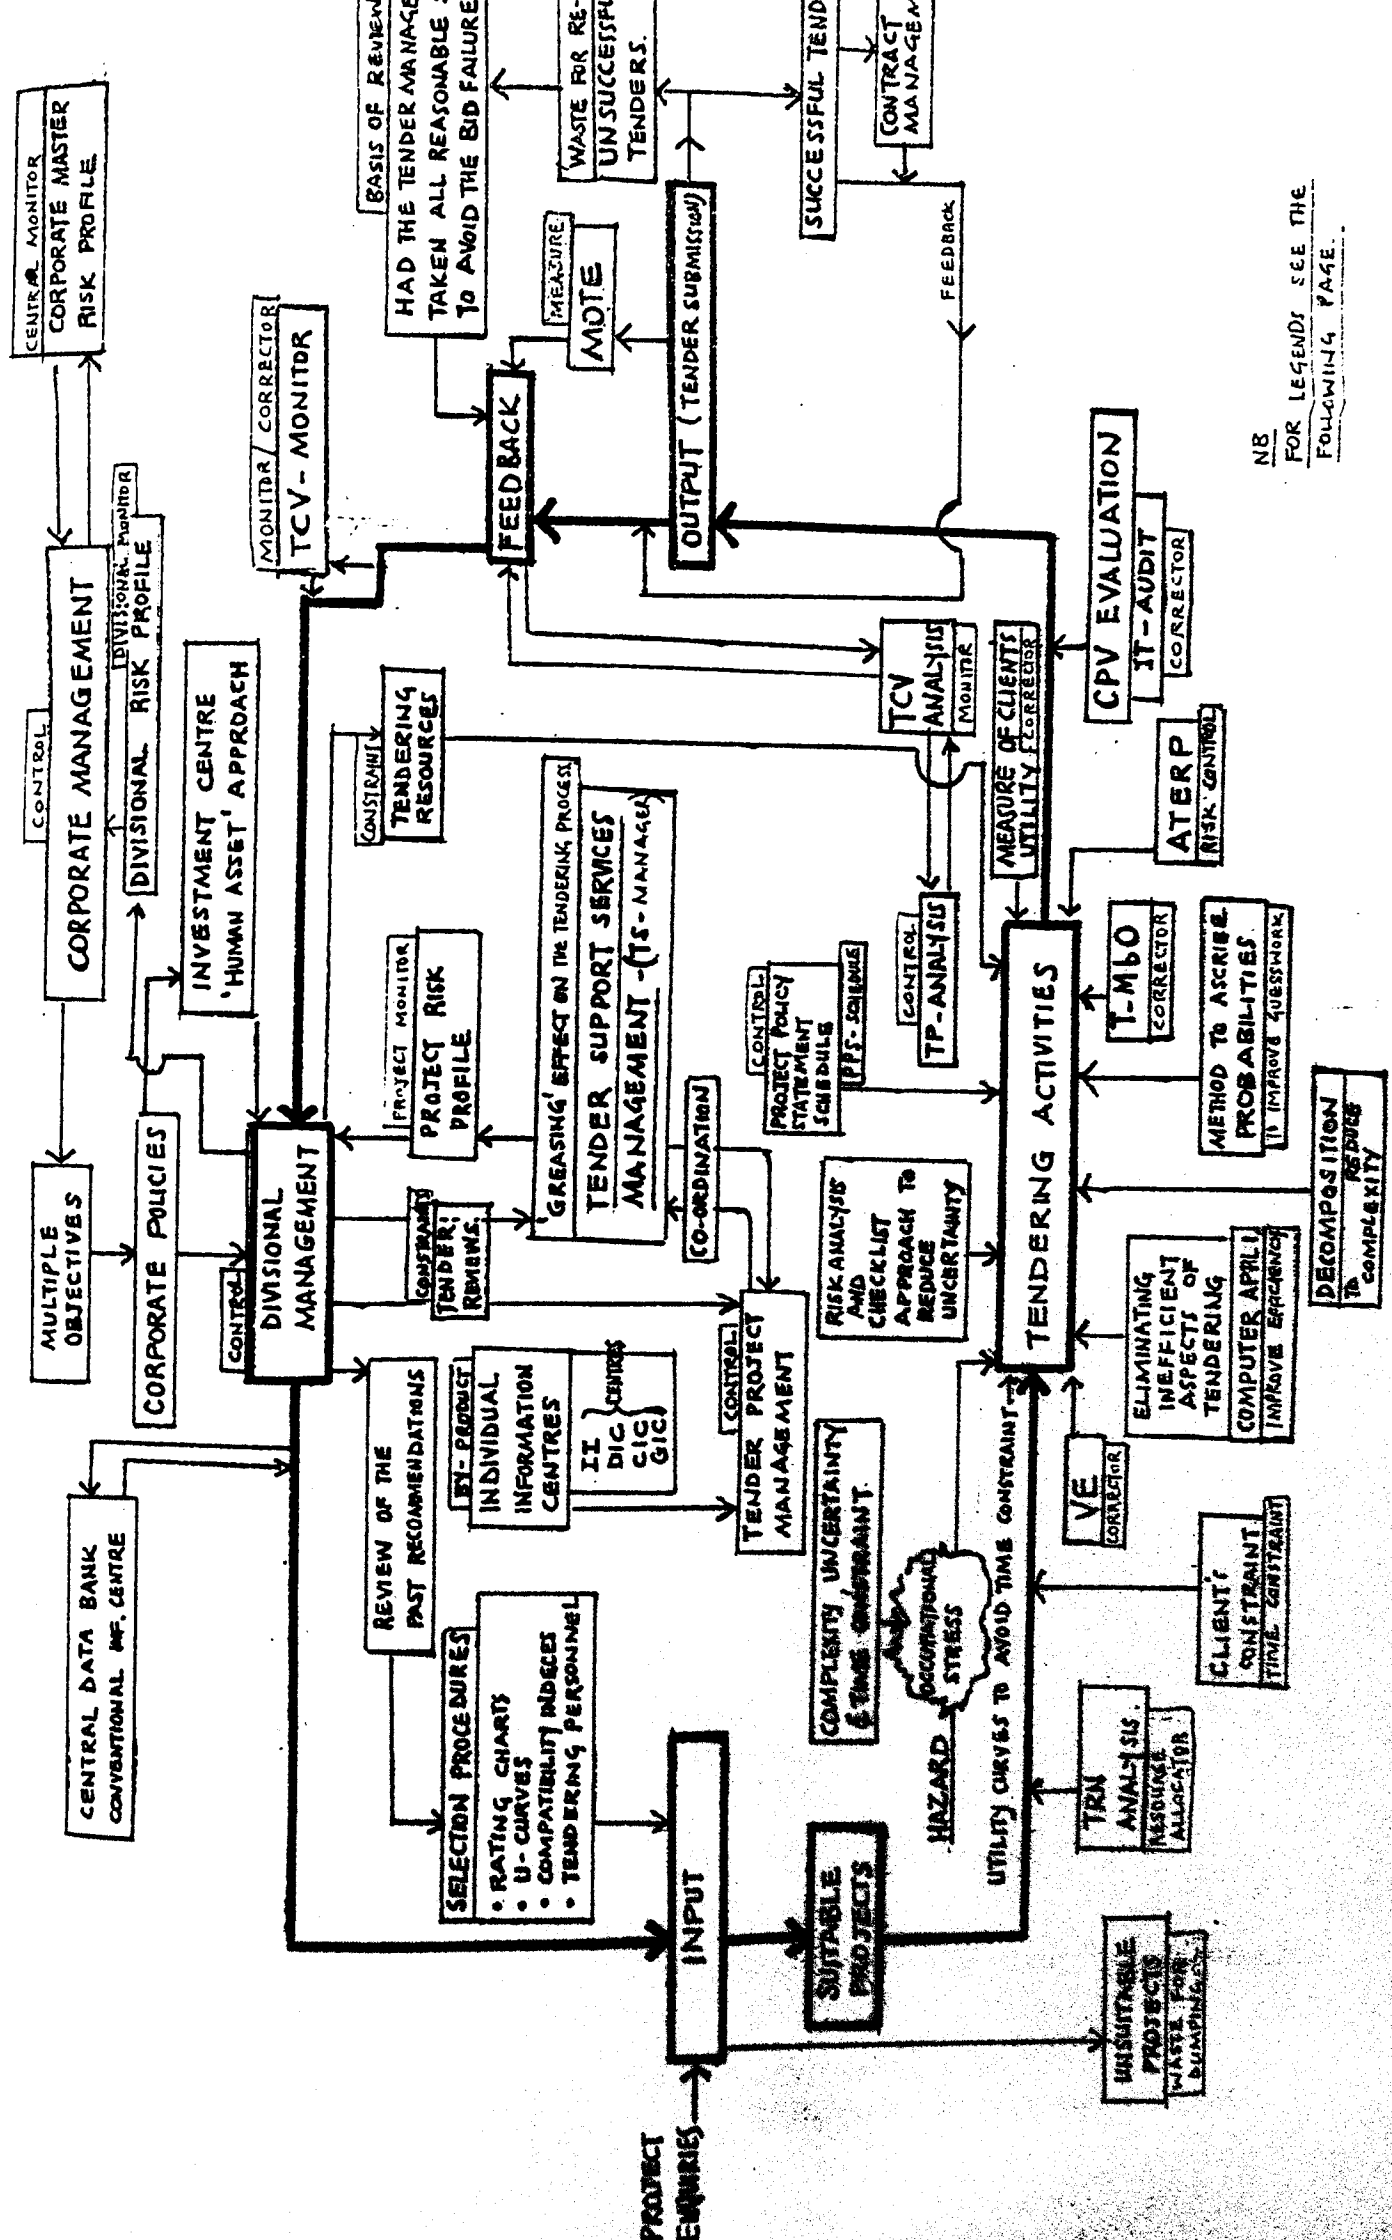 CENTRAL MONITOR
CORPORATE MASTER
RISK PROFILE
CONTROL
CORPORATE MANAGEMENT
DIVISIONAL MONITOR
DIVISIONAL RISK PROFILE
MULTIPLE
OBJECTIVES
CORPORATE POLICIES
CENTRAL DATA BANK
CONVENTIONAL INF. CENTRE
INVESTMENT CENTRE
'HUMAN ASSET' APPROACH
CONTROL
DIVISIONAL
MANAGEMENT
MONITOR/CORRECTOR
TCV-MONITOR
BASIS OF REVIEW
HAD THE TENDER MANAGE
TAKEN ALL REASONABLE
TO AVOID THE BID FAILURE
REVIEW OF THE
PAST RECOMMENDATIONS
CONSTRAINT
TENDERING
RESOURCES
PROJECT MONITOR
PROJECT RISK
PROFILE
CONSTRAINT
TENDER;
REMEINS.
BY-PRODUCT
INDIVIDUAL
INFORMATION
CENTRES
II
DIC
CIC
GIC
CENTRES
SELECTION PROCEDURES
• RATING CHARTS
• U-CURVES
• COMPATIBILITY INDECES
• TENDERING PERSONNEL
FEEDBACK
MEASURE
MOTE
'WASTE' FOR RE-
UNSUCCESSFU
TENDERS.
'GREASING' EFFECT ON THE TENDERING PROCESS
TENDER SUPPORT SERVICES
MANAGEMENT -(TS-MANAGER)
CO-ORDINATION
OUTPUT (TENDER SUBMISSION)
SUCCESSFUL TEND
CONTRACT
MANAGEM
FEEDBACK
PROJECT
ENQUIRIES
INPUT
SUITABLE
PROJECTS
CONTROL
TENDER PROJECT
MANAGEMENT
CONTROL
PROJECT POLICY
STATEMENT
SCHEDULE
PPS-SCHEDULE
RISK ANALYSIS
AND
CHECKLIST
APPROACH TO
REDUCE
UNCERTAINTY
COMPLEXITY UNCERTAINTY
& TIME CONSTRAINT.
OCCUPATIONAL
STRESS
HAZARD
TCV
ANALYSIS
MONITOR
CONTROL
TP-ANALYSIS
MEASURE OF CLIENTS
UTILITY
CORRECTOR
UTILITY CURVES TO AVOID TIME CONSTRAINT
TENDERING ACTIVITIES
CPV EVALUATION
IT-AUDIT
CORRECTOR
ATERP
'RISK' CONTROL
T-MbO
CORRECTOR
METHOD TO ASCRIBE
PROBABILITIES
TO IMPROVE GUESSWORK
DECOMPOSITION
TO REDUCE
COMPLEXITY
ELIMINATING
INEFFICIENT
ASPECTS OF
TENDERING
COMPUTER APPLI.
IMPROVE EFFICIENCY
VE
CORRECTOR
CLIENT'S
CONSTRAINT
TIME CONSTRAINT
TRN
ANALYSIS.
RESOURCE
ALLOCATOR
UNSUITABLE
PROJECTS
WASTE FOR
DUMPING
NB
FOR LEGENDS SEE THE
FOLLOWING PAGE.